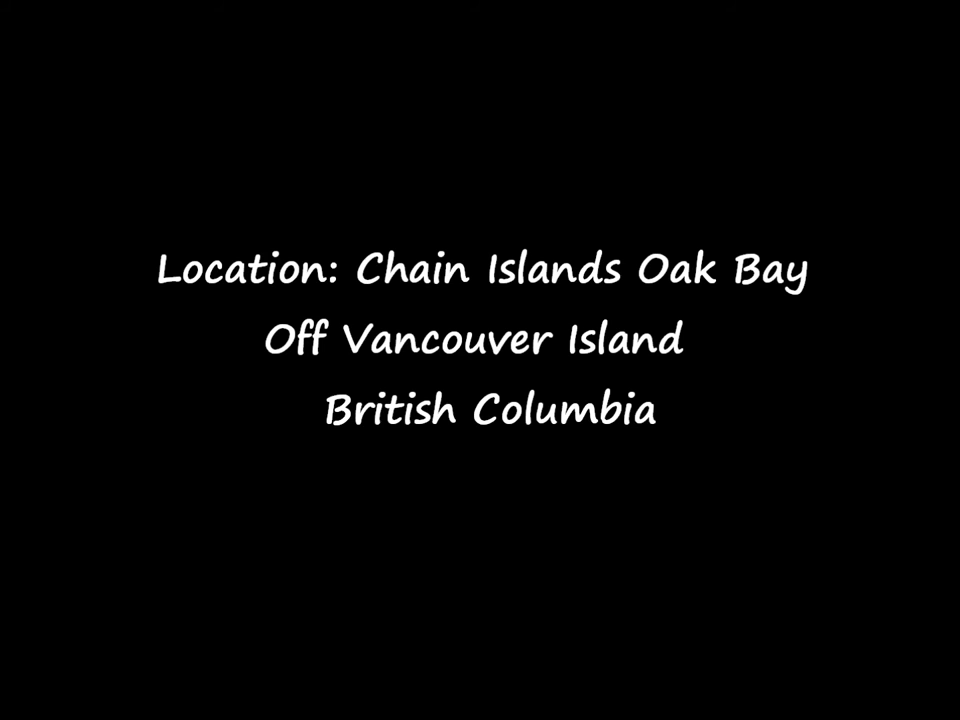 Location: Chain Islands Oak Bay
Off Vancouver Island
British Columbia